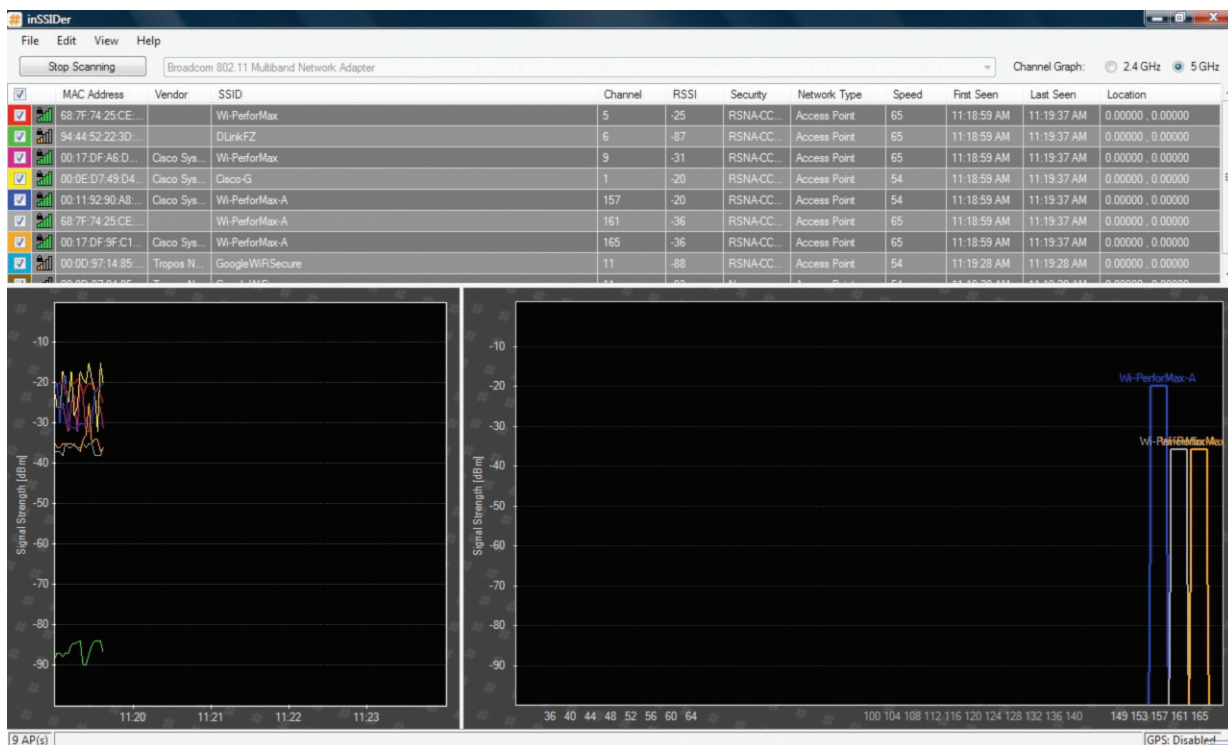 inSSIDer
File Edit View Help
Stop Scanning Broadcom 802.11 Multiband Network Adapter Channel Graph: 2.4 GHz 5 GHz
MAC Address Vendor SSID Channel RSSI Security Network Type Speed First Seen Last Seen Location
68:7F:74:25:CE:... Wi-PerforMax 5 -25 RSNA-CC... Access Point 65 11:18:59 AM 11:19:37 AM 0.00000 , 0.00000
94:44:52:22:3D:... DLinkFZ 6 -87 RSNA-CC... Access Point 65 11:18:59 AM 11:19:37 AM 0.00000 , 0.00000
00:17:DF:A6:D... Cisco Sys... Wi-PerforMax 9 -31 RSNA-CC... Access Point 65 11:18:59 AM 11:19:37 AM 0.00000 , 0.00000
00:0E:D7:49:D4... Cisco Sys... Cisco-G 1 -20 RSNA-CC... Access Point 54 11:18:59 AM 11:19:37 AM 0.00000 , 0.00000
00:11:92:90:A8:... Cisco Sys... Wi-PerforMax-A 157 -20 RSNA-CC... Access Point 54 11:18:59 AM 11:19:37 AM 0.00000 , 0.00000
68:7F:74:25:CE:... Wi-PerforMax-A 161 -36 RSNA-CC... Access Point 65 11:18:59 AM 11:19:37 AM 0.00000 , 0.00000
00:17:DF:9F:C1... Cisco Sys... Wi-PerforMax-A 165 -36 RSNA-CC... Access Point 65 11:18:59 AM 11:19:37 AM 0.00000 , 0.00000
00:0D:97:14:85:... Tropos N... GoogleWiFiSecure 11 -88 RSNA-CC... Access Point 54 11:19:28 AM 11:19:28 AM 0.00000 , 0.00000
Signal Strength [dBm]
-10
-20
-30
-40
-50
-60
-70
-80
-90
11:20 11:21 11:22 11:23
Signal Strength [dBm]
-10
-20
-30
-40
-50
-60
-70
-80
-90
Wi-PerforMax-A
36 40 44 48 52 56 60 64 100 104 108 112 116 120 124 128 132 136 140 149 153 157 161 165
9 AP(s) GPS: Disabled